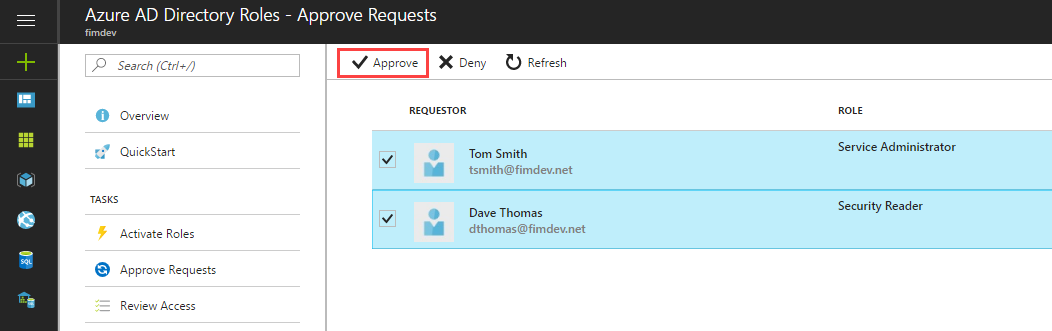 Azure AD Directory Roles - Approve Requests
fimdev
Search (Ctrl+/)
Overview
QuickStart
TASKS
Activate Roles
Approve Requests
Review Access
Approve Deny Refresh
REQUESTOR ROLE
Tom Smith Service Administrator
tsmith@fimdev.net
Dave Thomas Security Reader
dthomas@fimdev.net
SQL